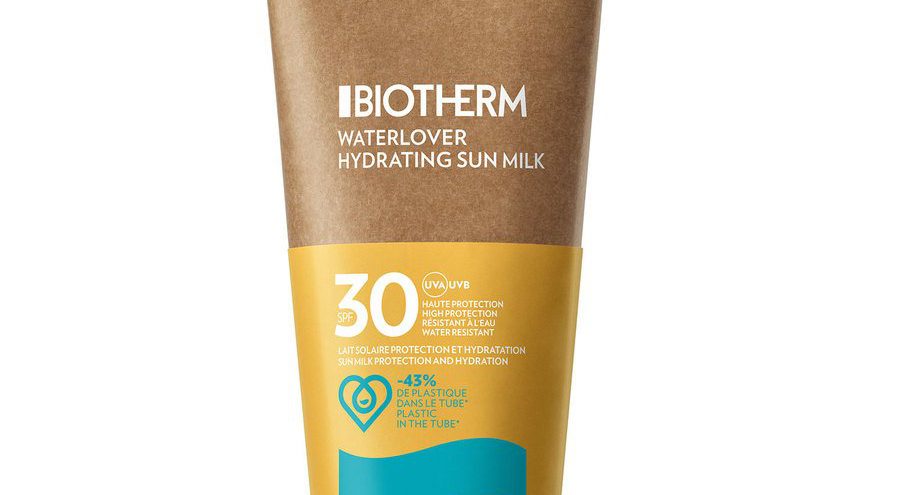 BIOTHERM
WATERLOVER
HYDRATING SUN MILK
30
SPF
UVA UVB
HAUTE PROTECTION
HIGH PROTECTION
RÉSISTANT À L'EAU
WATER RESISTANT
LAIT SOLAIRE PROTECTION ET HYDRATATION
SUN MILK PROTECTION AND HYDRATION
-43%
DE PLASTIQUE
DANS LE TUBE*
PLASTIC
IN THE TUBE*